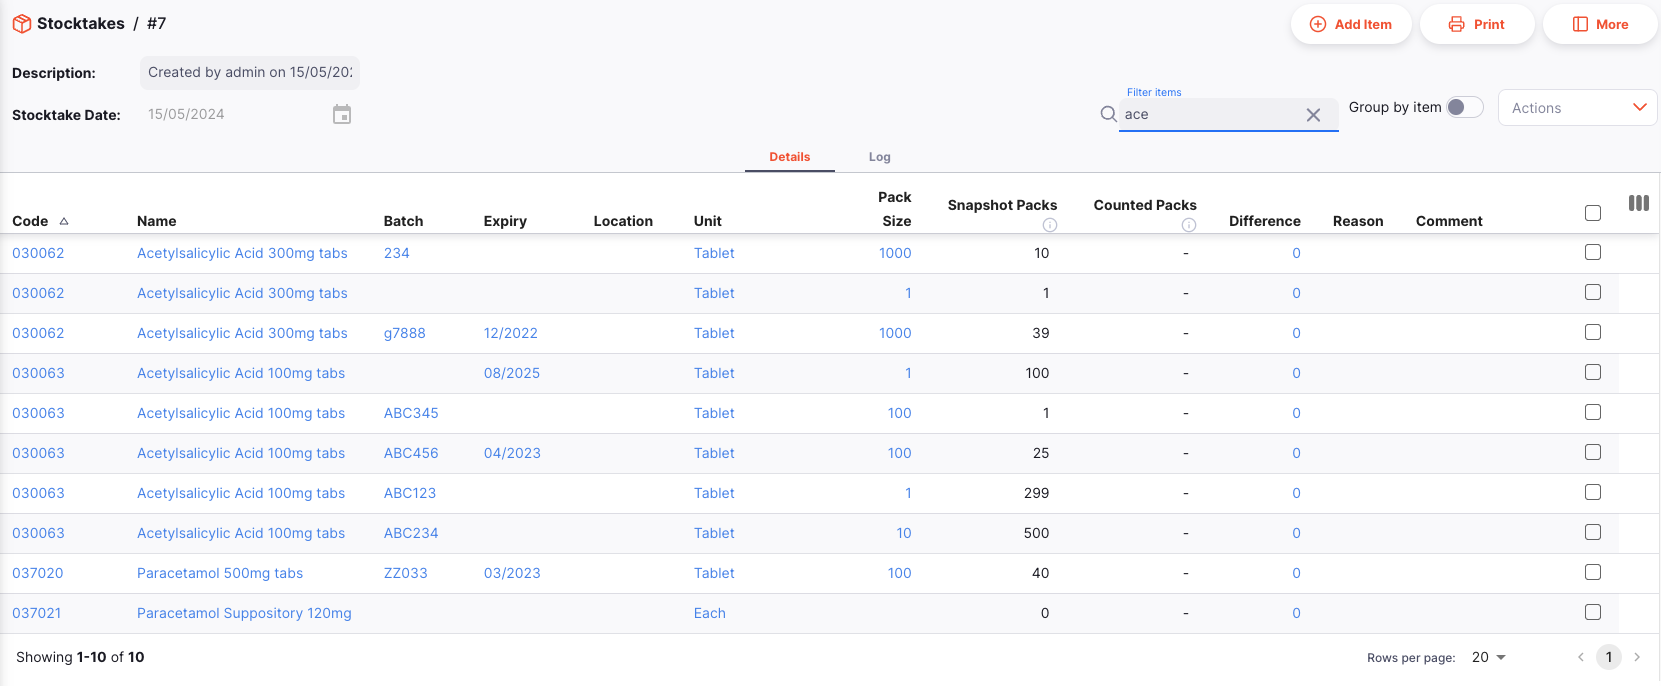 Stocktakes / #7
Add Item
Print
More
Description: Created by admin on 15/05/202
Stocktake Date: 15/05/2024
Filter items
ace
Group by item
Actions
Details
Log
Code Name Batch Expiry Location Unit Pack Size Snapshot Packs Counted Packs Difference Reason Comment
030062 Acetylsalicylic Acid 300mg tabs 234 Tablet 1000 10 - 0
030062 Acetylsalicylic Acid 300mg tabs Tablet 1 1 - 0
030062 Acetylsalicylic Acid 300mg tabs g7888 12/2022 Tablet 1000 39 - 0
030063 Acetylsalicylic Acid 100mg tabs 08/2025 Tablet 1 100 - 0
030063 Acetylsalicylic Acid 100mg tabs ABC345 Tablet 100 1 - 0
030063 Acetylsalicylic Acid 100mg tabs ABC456 04/2023 Tablet 100 25 - 0
030063 Acetylsalicylic Acid 100mg tabs ABC123 Tablet 1 299 - 0
030063 Acetylsalicylic Acid 100mg tabs ABC234 Tablet 10 500 - 0
037020 Paracetamol 500mg tabs ZZ033 03/2023 Tablet 100 40 - 0
037021 Paracetamol Suppository 120mg Each 0 - 0
Showing 1-10 of 10
Rows per page: 20
1